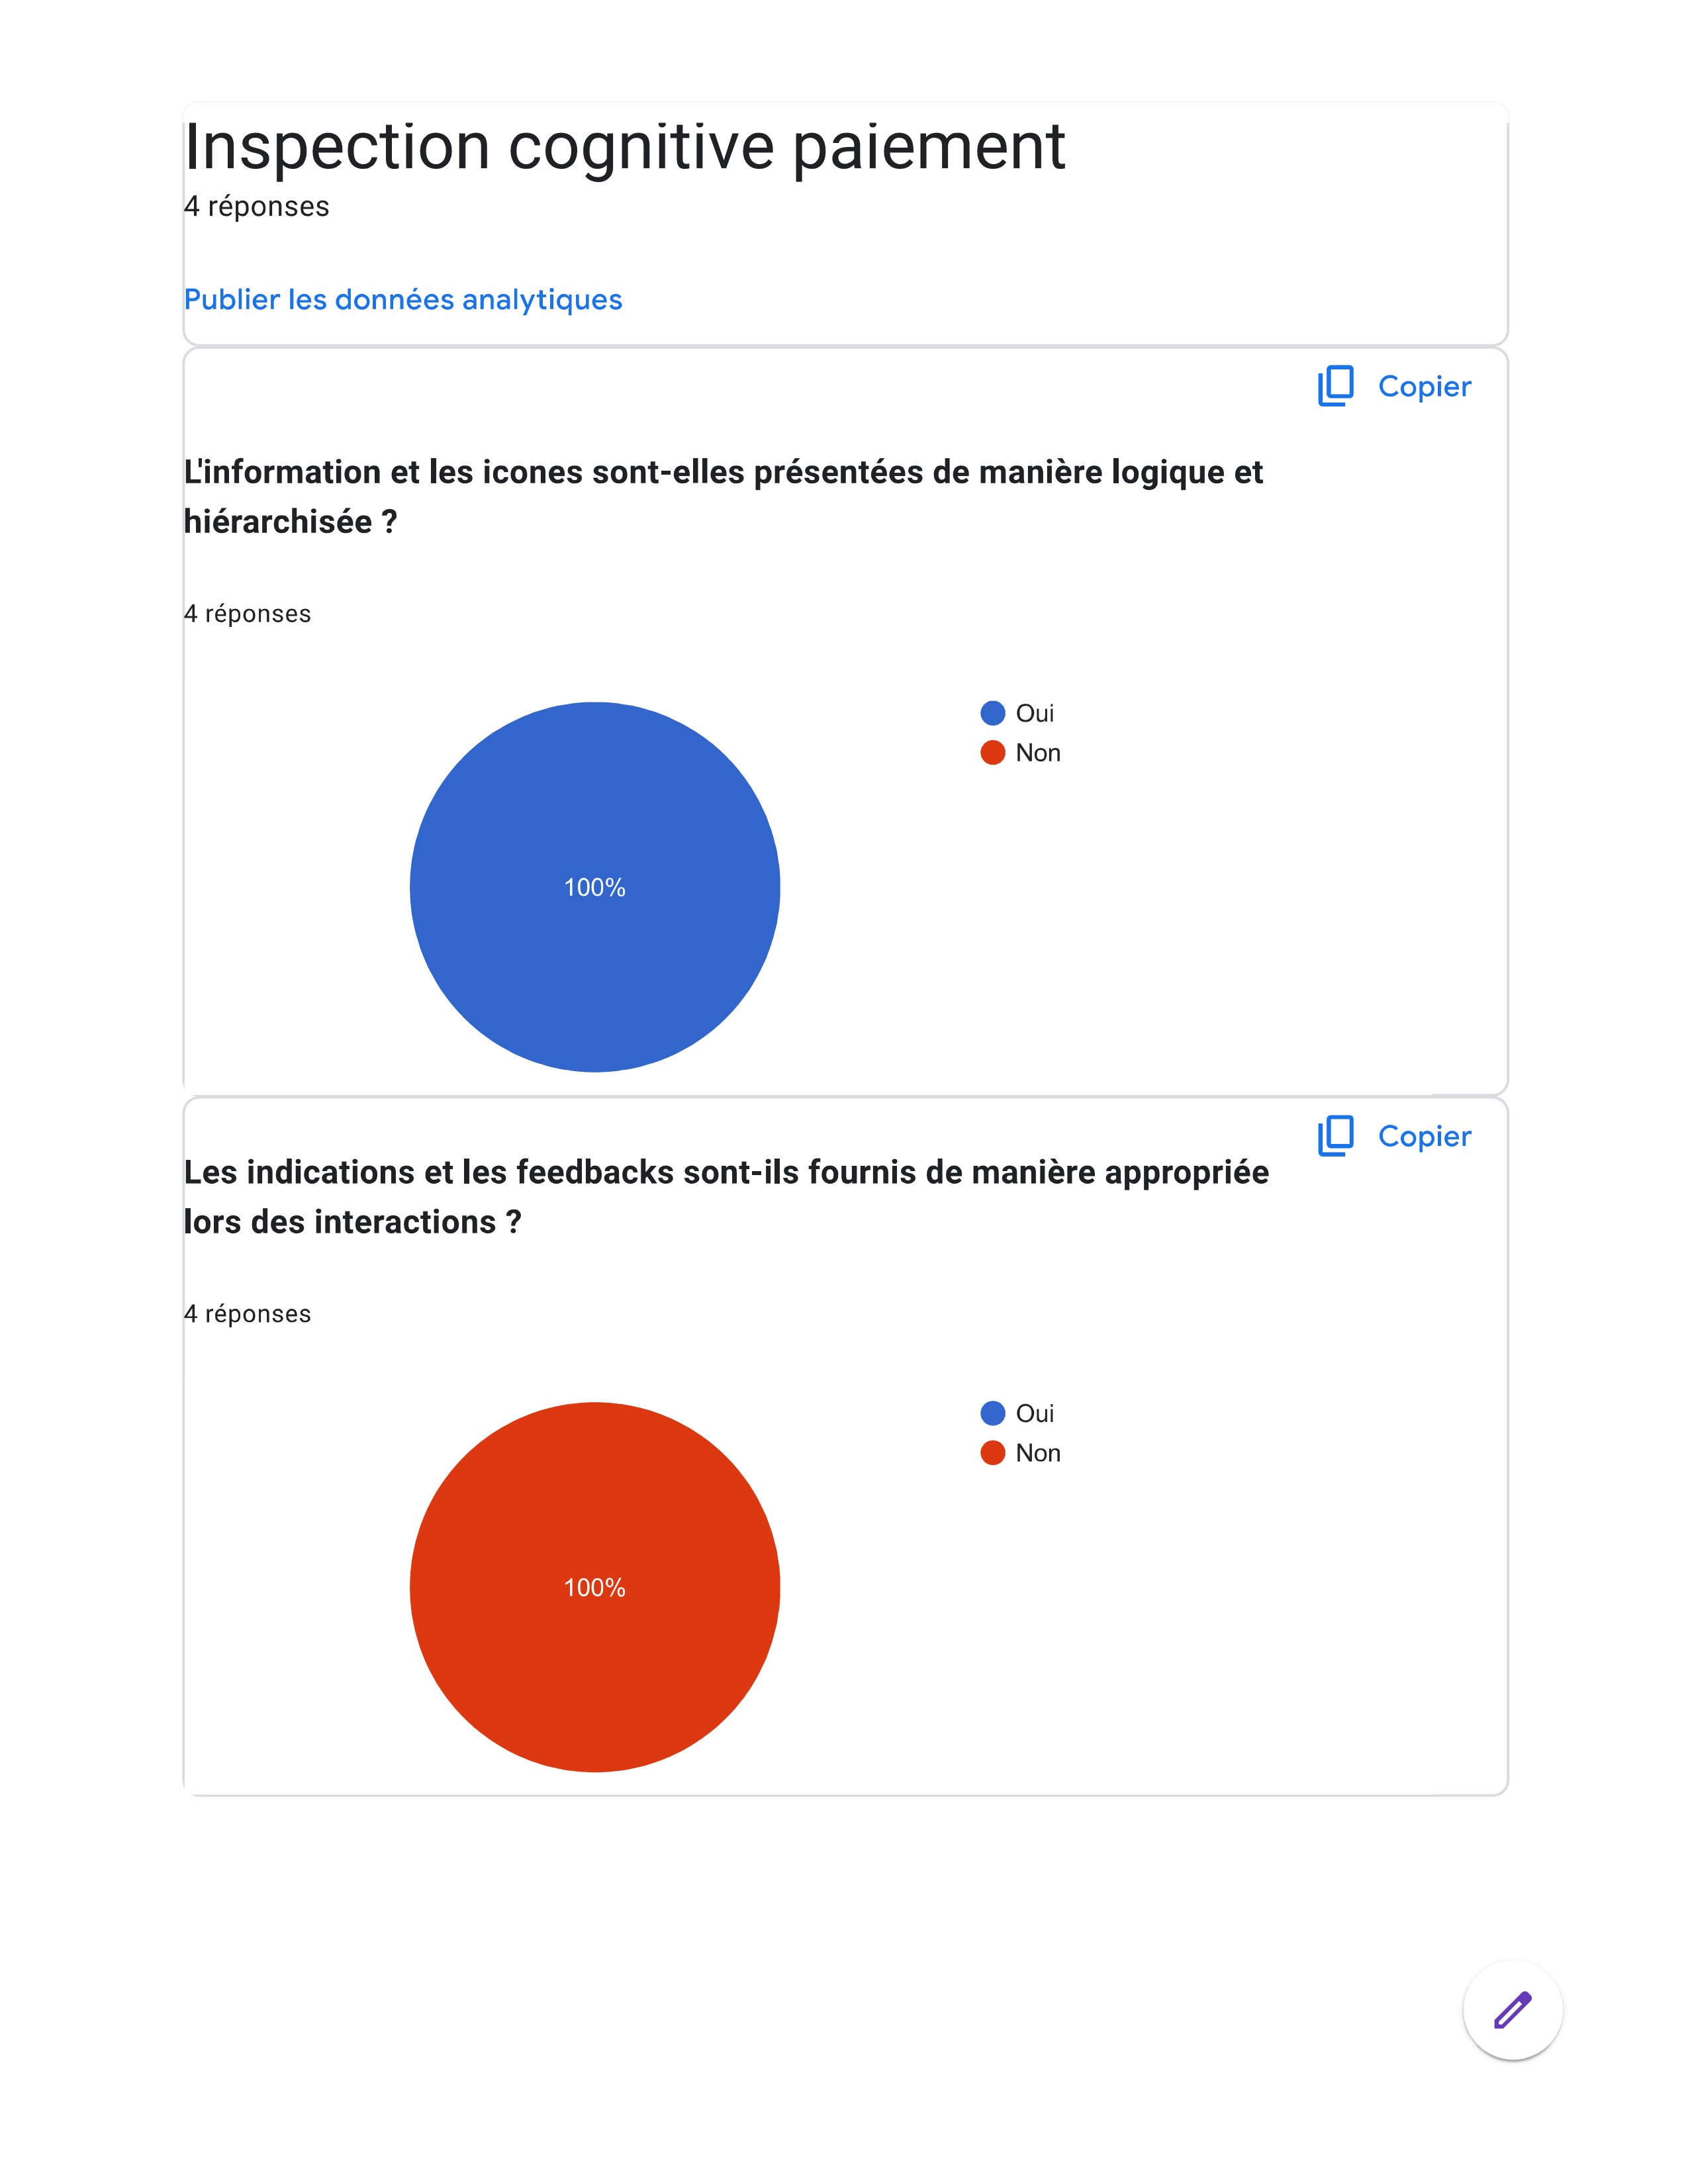 Inspection cognitive paiement
4 réponses
Publier les données analytiques
Copier
L'information et les icones sont-elles présentées de manière logique et
hiérarchisée ?
4 réponses
Oui
Non
100%
Copier
Les indications et les feedbacks sont-ils fournis de manière appropriée
lors des interactions ?
4 réponses
Oui
Non
100%